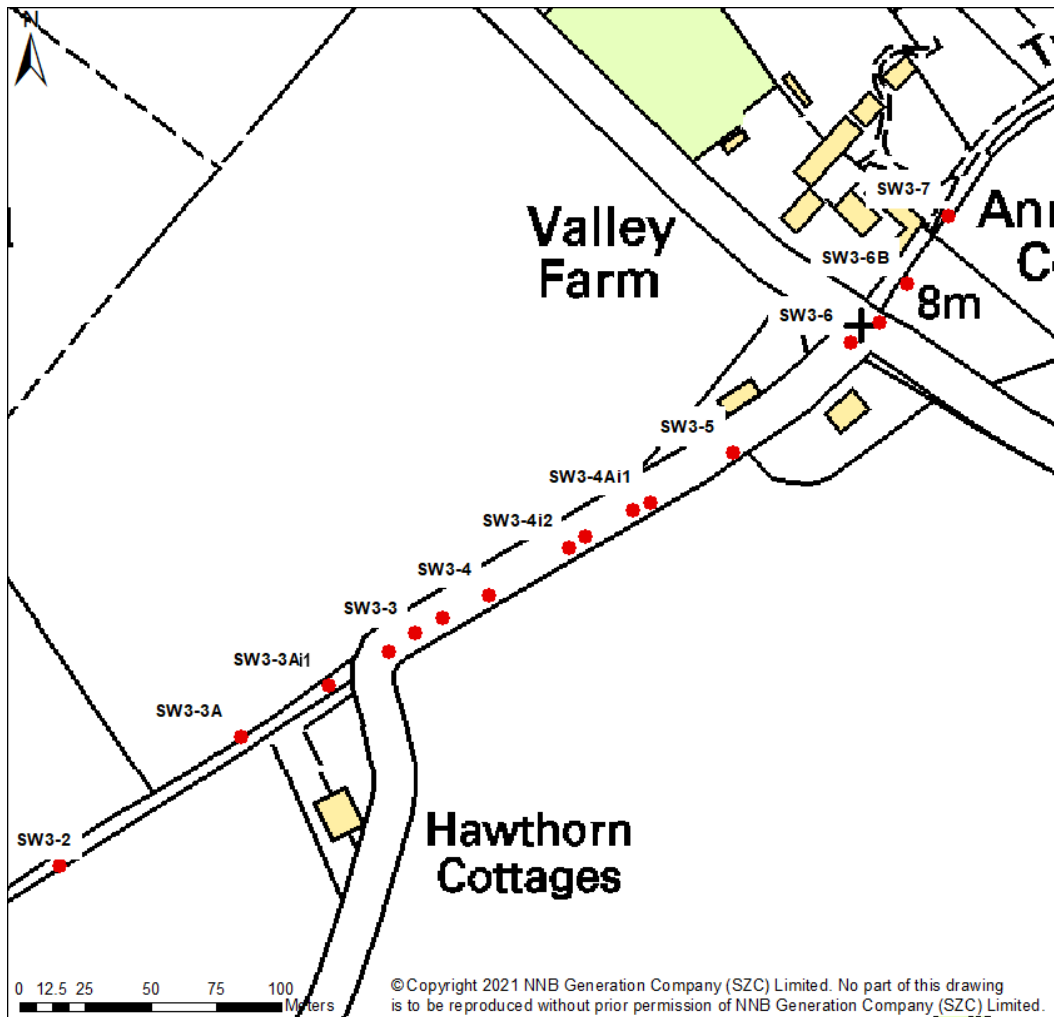 N
SW3-7
Valley
Farm
SW3-6B
8m
SW3-6
SW3-5
SW3-4Ai1
SW3-4i2
SW3-4
SW3-3
SW3-3Ai1
SW3-3A
Hawthorn
Cottages
SW3-2
0 12.5 25 50 75 100
Meters
© Copyright 2021 NNB Generation Company (SZC) Limited. No part of this drawing
is to be reproduced without prior permission of NNB Generation Company (SZC) Limited.